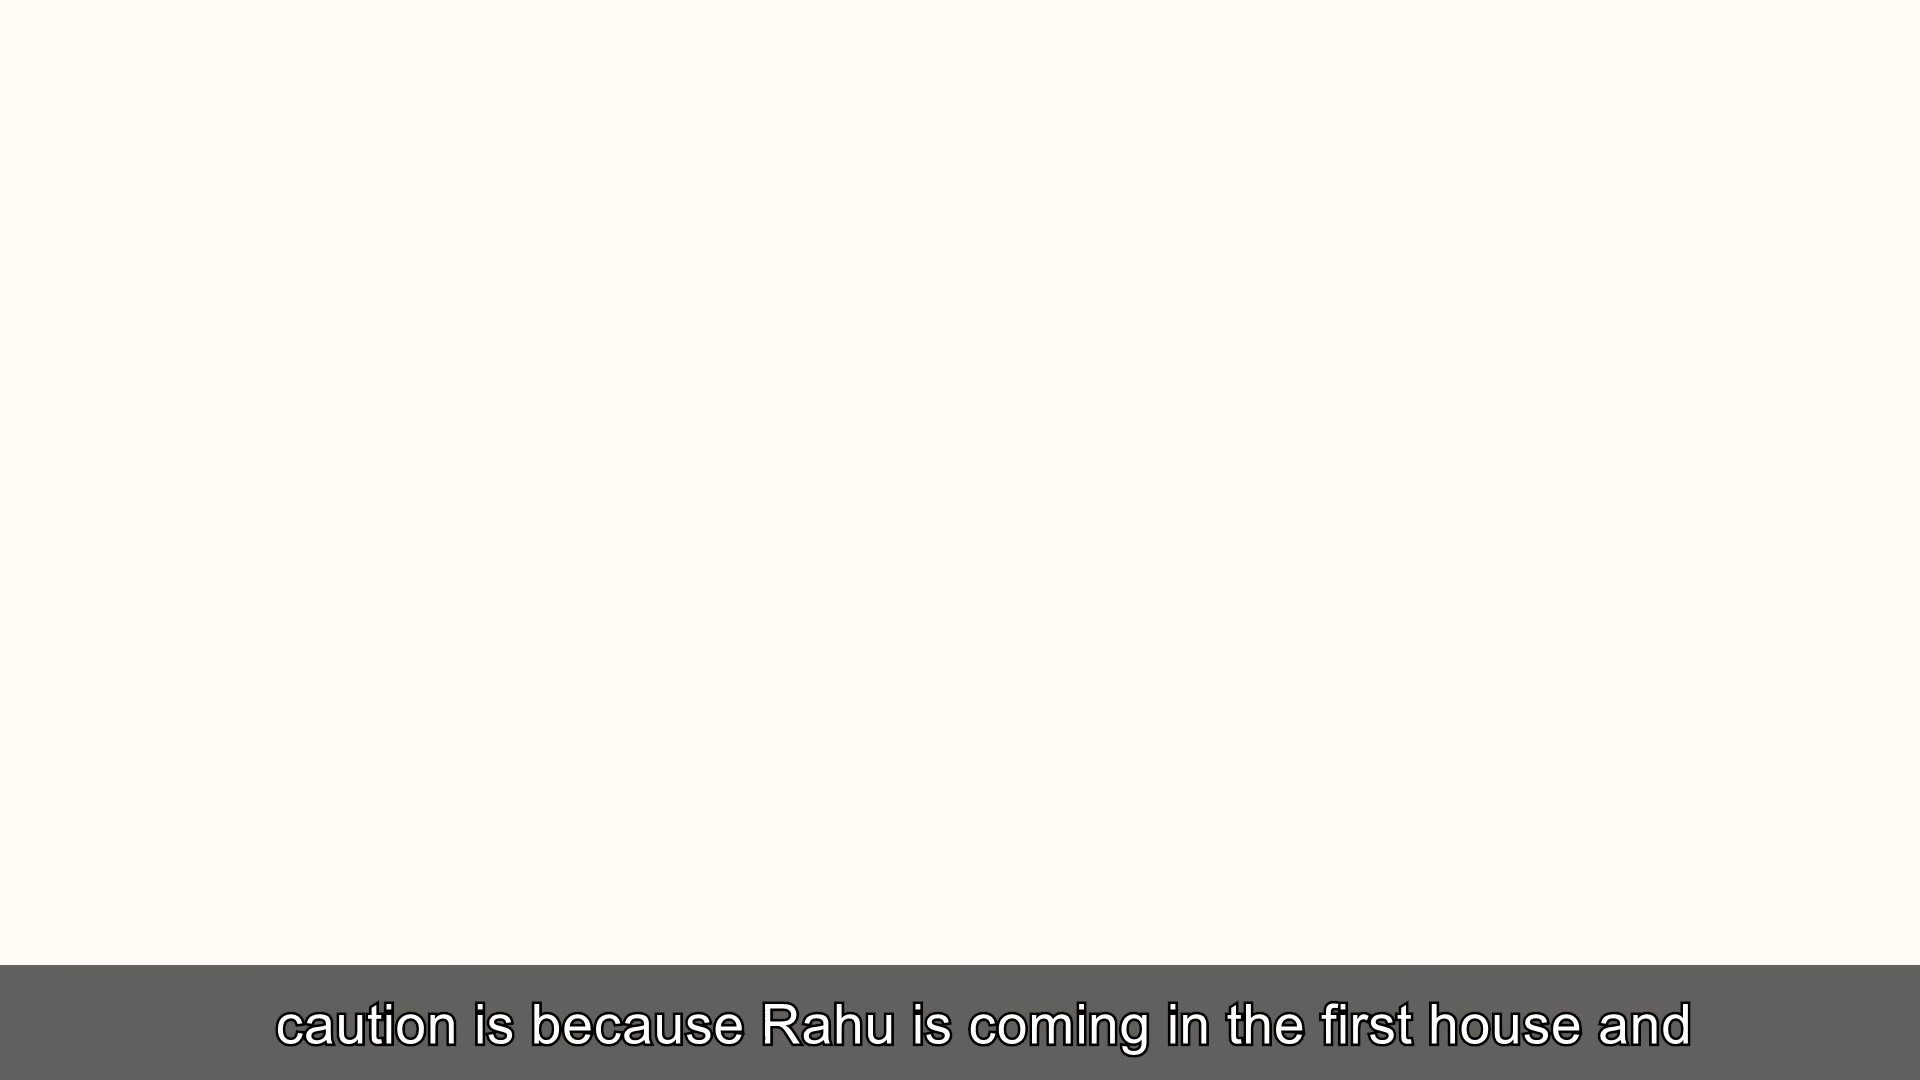 caution is because Rahu is coming in the first house and